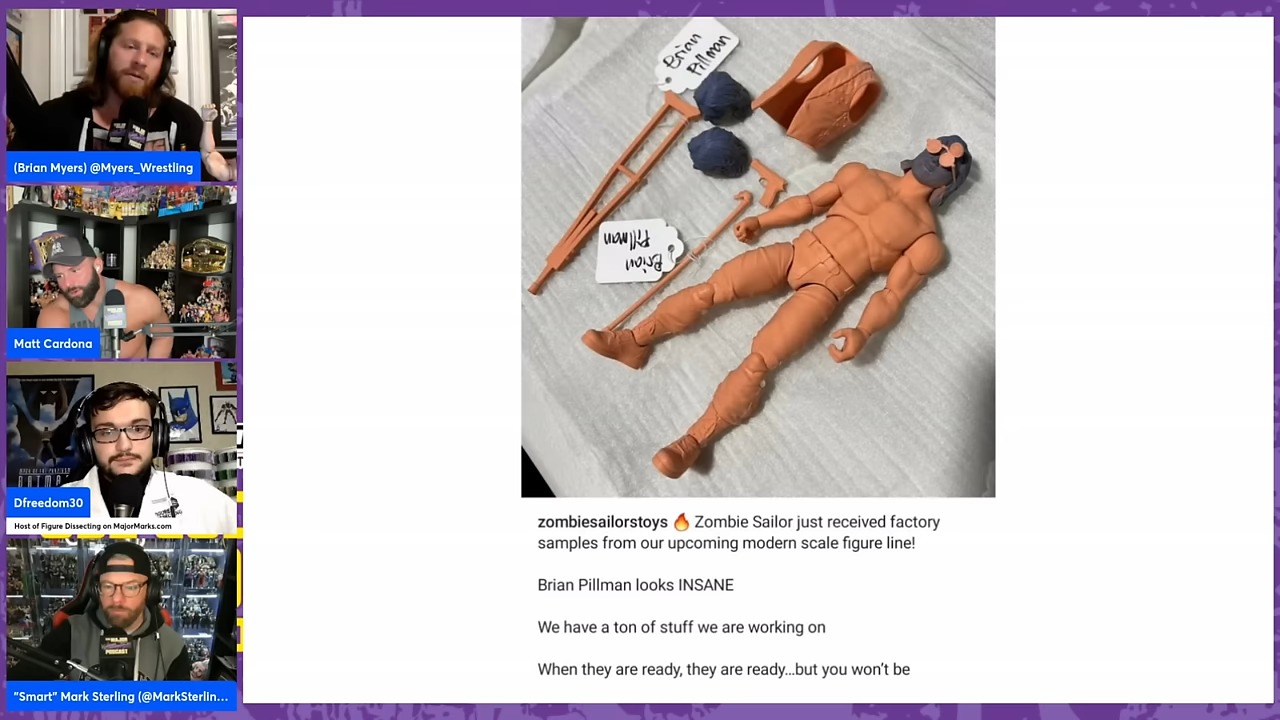 (Brian Myers) @Myers_Wrestling
Matt Cardona
Dfreedom30
Host of Figure Dissecting on MajorMarks.com
"Smart" Mark Sterling (@MarkSterlin...
Brian
Pillman
Brian
Pillman
zombiesailorstoys 🔥 Zombie Sailor just received factory
samples from our upcoming modern scale figure line!
Brian Pillman looks INSANE
We have a ton of stuff we are working on
When they are ready, they are ready...but you won't be